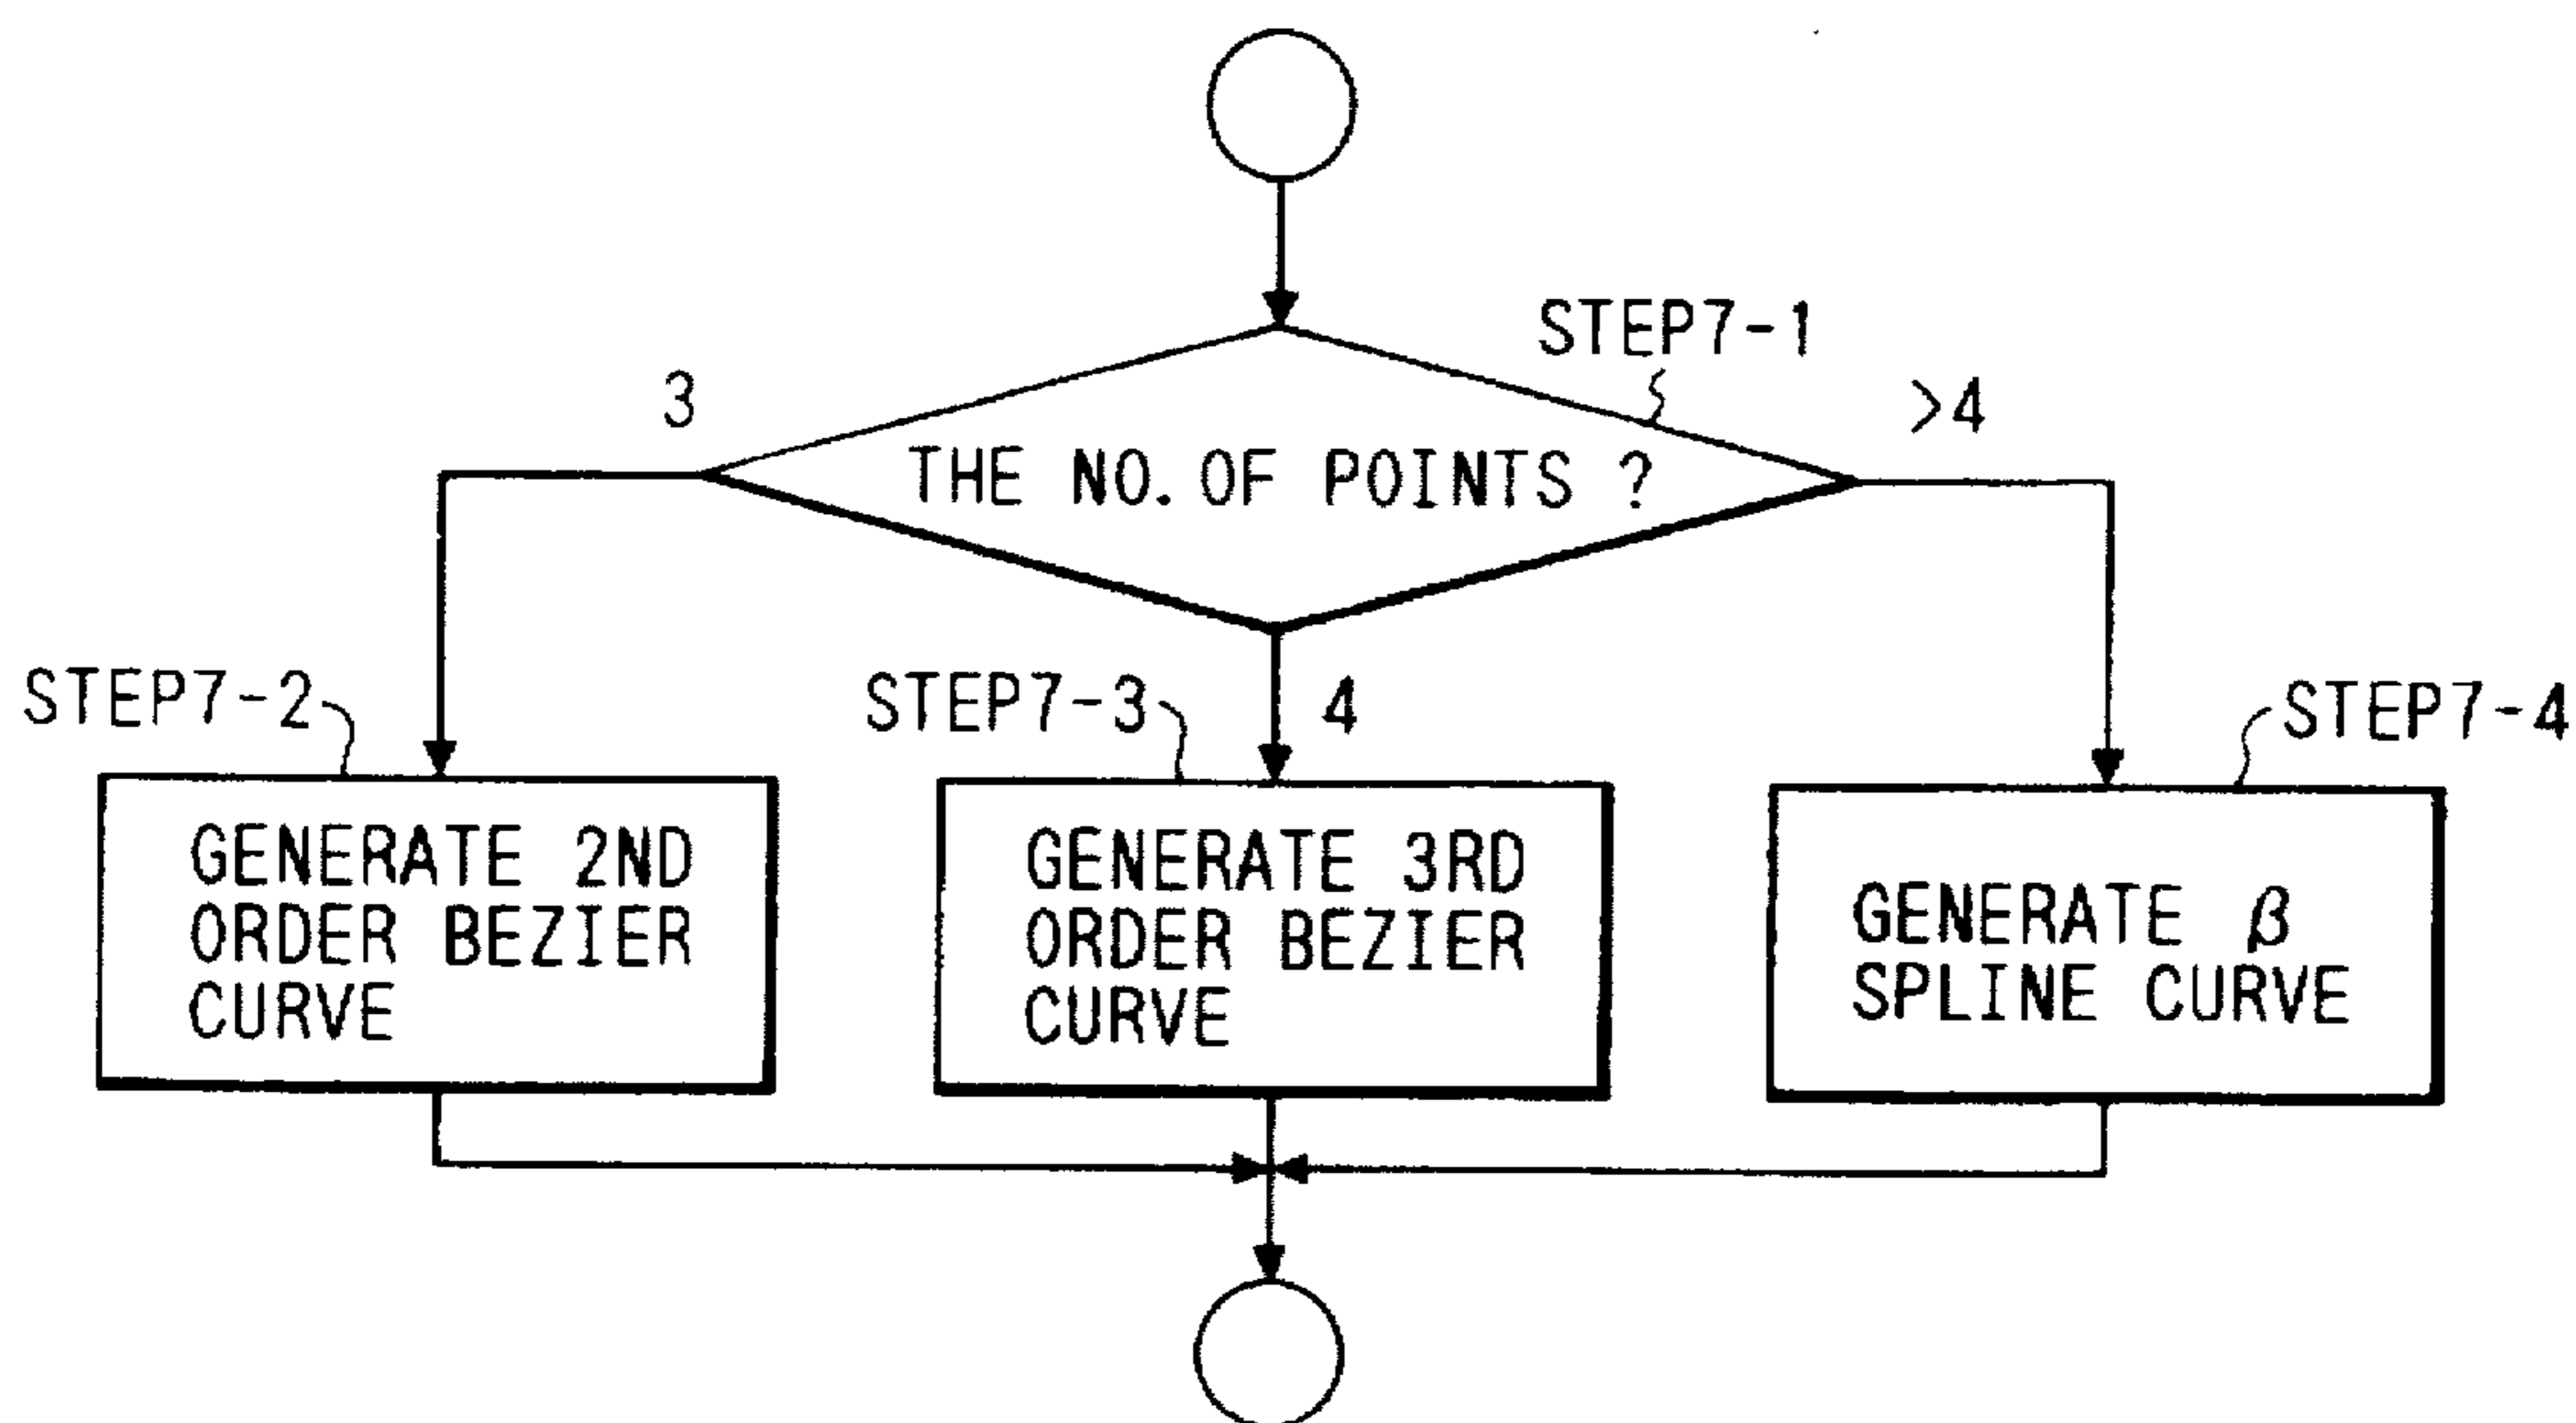 STEP7-1
3
>4
THE NO. OF POINTS ?
STEP7-2
STEP7-3
4
STEP7-4
GENERATE 2ND
ORDER BEZIER
CURVE
GENERATE 3RD
ORDER BEZIER
CURVE
GENERATE β
SPLINE CURVE